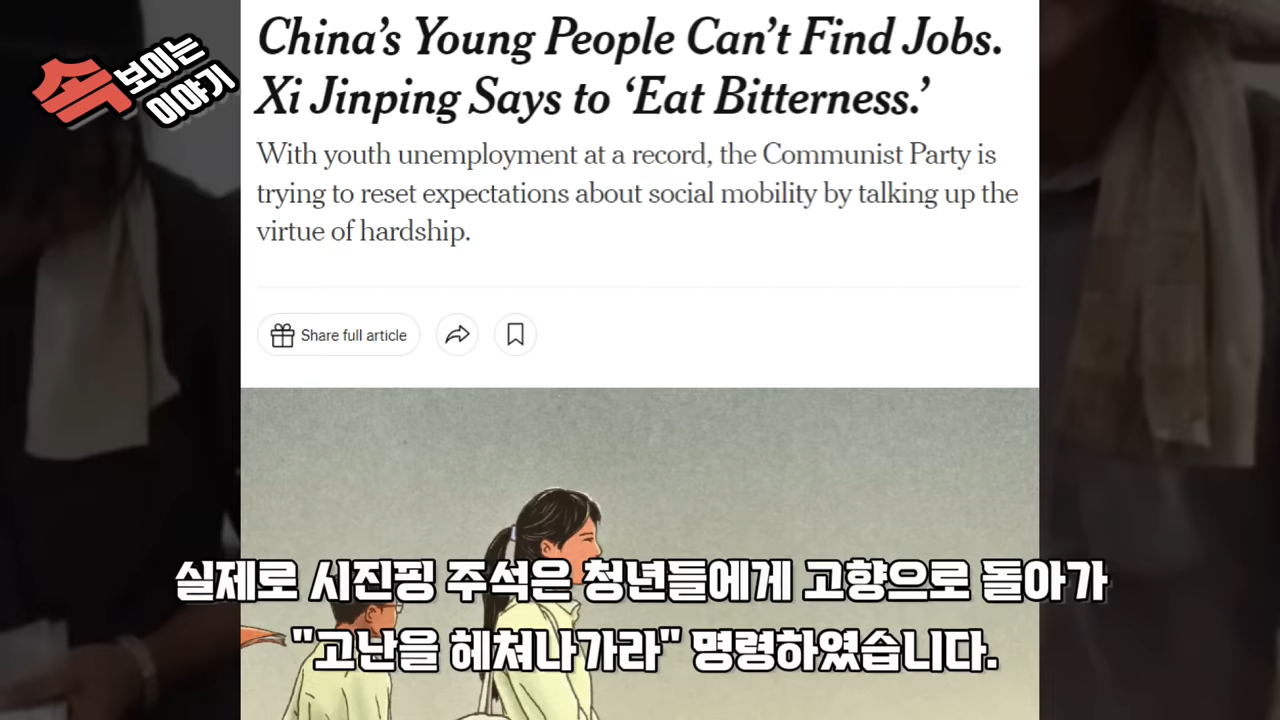 속보이는
이야기
China's Young People Can't Find Jobs.
Xi Jinping Says to ‘Eat Bitterness.’
With youth unemployment at a record, the Communist Party is
trying to reset expectations about social mobility by talking up the
virtue of hardship.
Share full article
실제로 시진핑 주석은 청년들에게 고향으로 돌아가
"고난을 헤쳐나가라" 명령하였습니다.